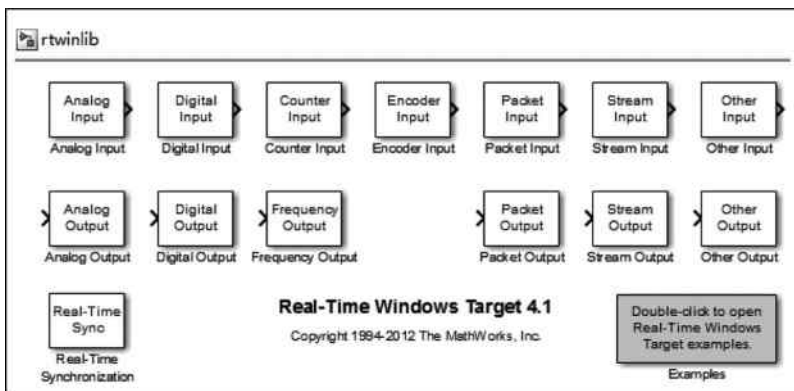 rtwinlib
Analog Input
Digital Input
Counter Input
Encoder Input
Packet Input
Stream Input
Other Input
Analog Input
Digital Input
Counter Input
Encoder Input
Packet Input
Stream Input
Other Input
Analog Output
Digital Output
Frequency Output
Packet Output
Stream Output
Other Output
Analog Output
Digital Output
Frequency Output
Packet Output
Stream Output
Other Output
Real-Time
Sync
Real-Time
Synchronization
Real-Time Windows Target 4.1
Copyright 1994-2012 The MathWorks, Inc.
Double-click to open
Real-Time Windows
Target examples.
Examples